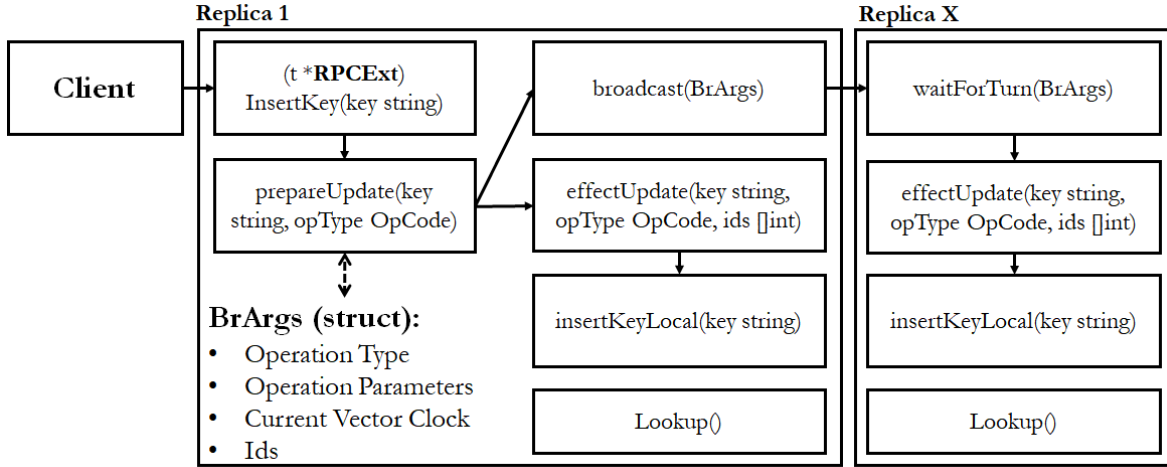 Replica 1
Replica X
Client
(t *RPCExt)
InsertKey(key string)
broadcast(BrArgs)
waitForTurn(BrArgs)
prepareUpdate(key
string, opType OpCode)
effectUpdate(key string,
opType OpCode, ids []int)
effectUpdate(key string,
opType OpCode, ids []int)
BrArgs (struct):
• Operation Type
• Operation Parameters
• Current Vector Clock
• Ids
insertKeyLocal(key string)
insertKeyLocal(key string)
Lookup()
Lookup()